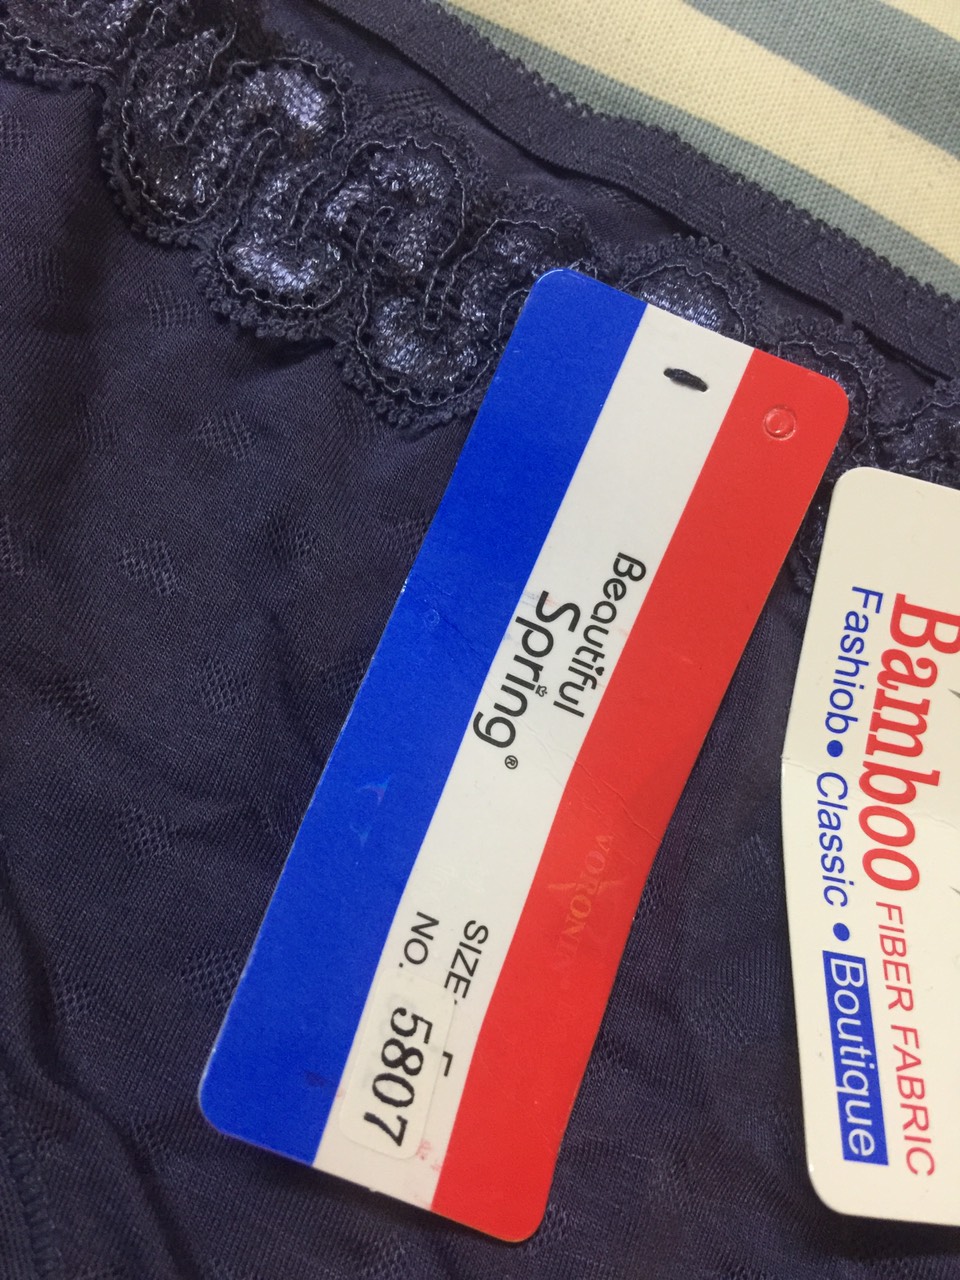 Beautiful
Spring®
SIZE:
NO.: 5807
Bamboo FIBER FABRIC
Fashiob • Classic • Boutique